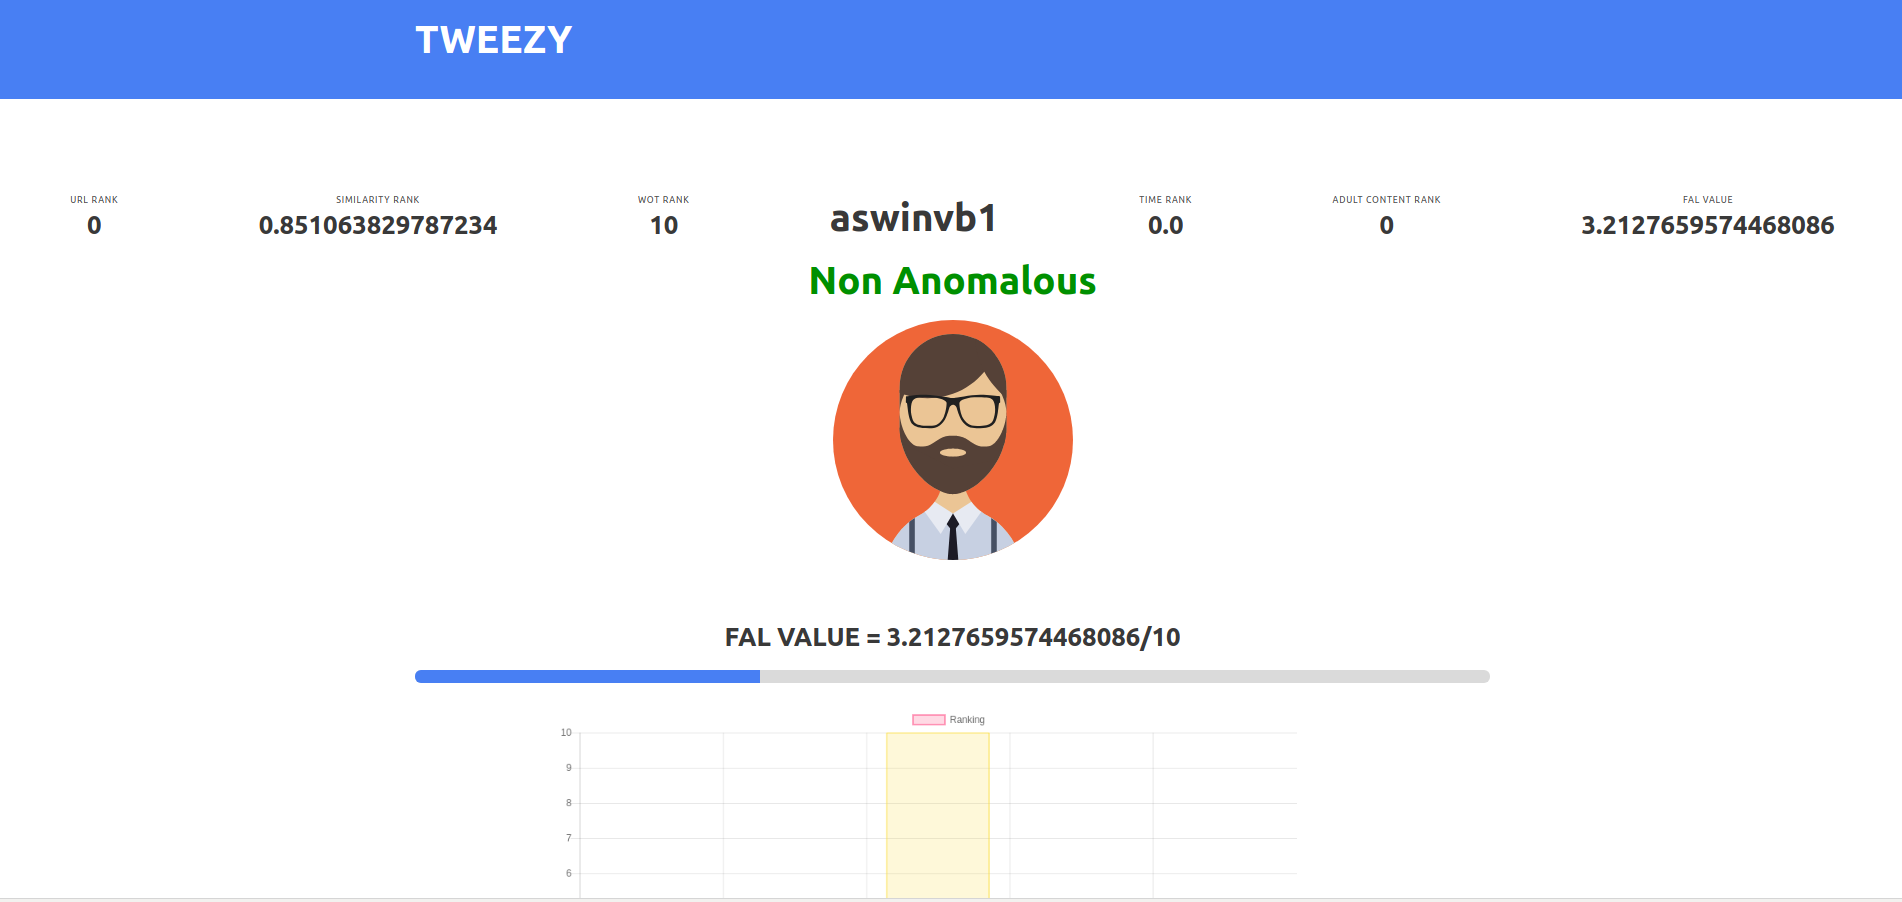 TWEEZY
URL RANK
0
SIMILARITY RANK
0.851063829787234
WOT RANK
10
aswinvb1
TIME RANK
0.0
ADULT CONTENT RANK
0
FAL VALUE
3.2127659574468086
Non Anomalous
FAL VALUE = 3.2127659574468086/10
Ranking
10
9
8
7
6